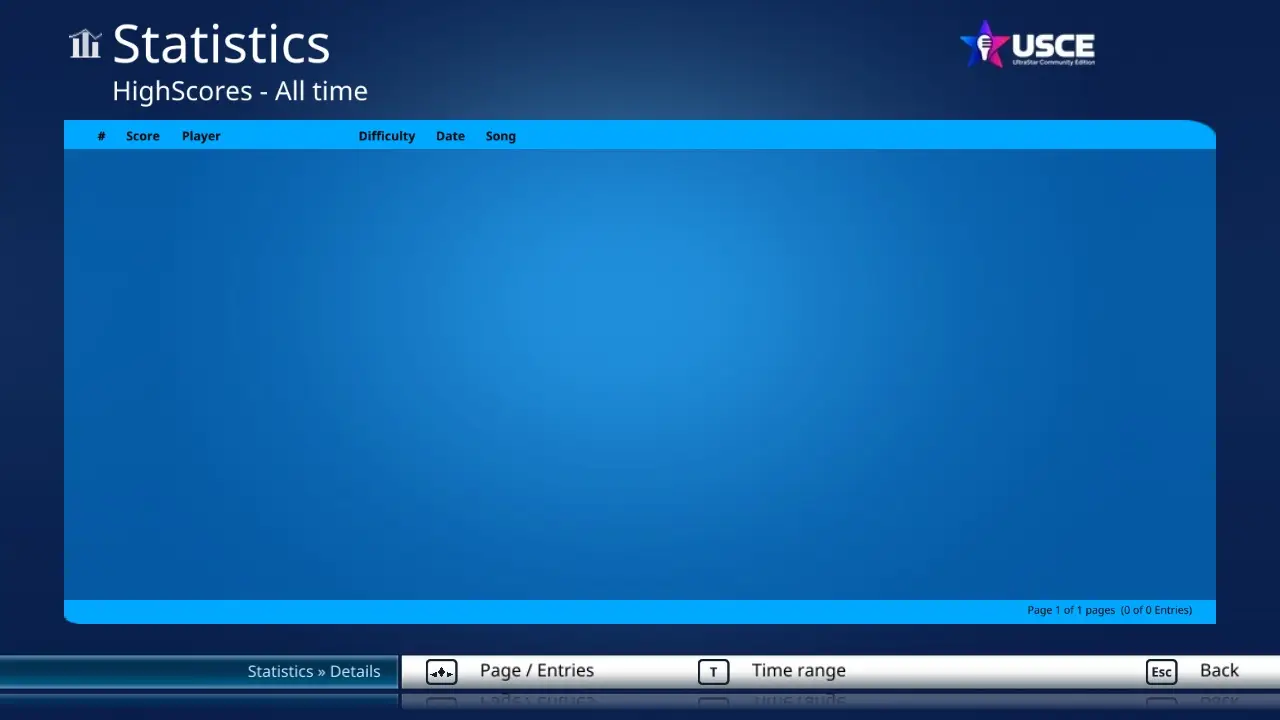 Statistics
HighScores - All time
USCE
UltraStar Community Edition
# Score Player Difficulty Date Song
Page 1 of 1 pages (0 of 0 Entries)
Statistics » Details
Page / Entries
T Time range
Esc Back